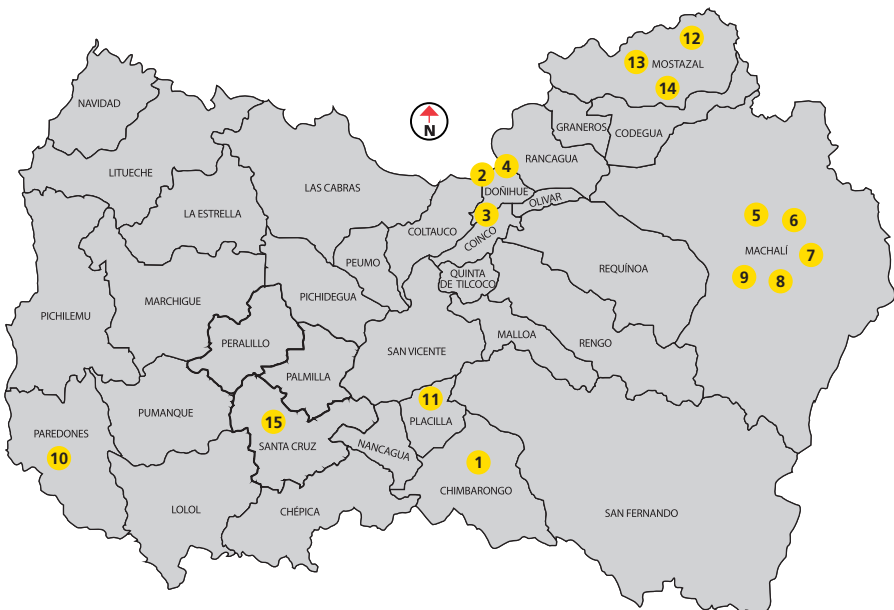 12
13
MOSTAZAL
14
NAVIDAD
N
GRANEROS
CODEGUA
RANCAGUA
4
2
LITUECHE
LAS CABRAS
DOÑIHUE
OLIVAR
LA ESTRELLA
3
5
6
COLTAUCO
COINCO
MACHALÍ
7
PEUMO
REQUÍNOA
QUINTA
DE TILCOCO
9
8
MARCHIGUE
PICHIDEGUA
PICHILEMU
PERALILLO
SAN VICENTE
MALLOA
RENGO
PALMILLA
11
PUMANQUE
15
PLACILLA
PAREDONES
SANTA CRUZ
NANCAGUA
10
1
CHIMBARONGO
LOLOL
CHÉPICA
SAN FERNANDO